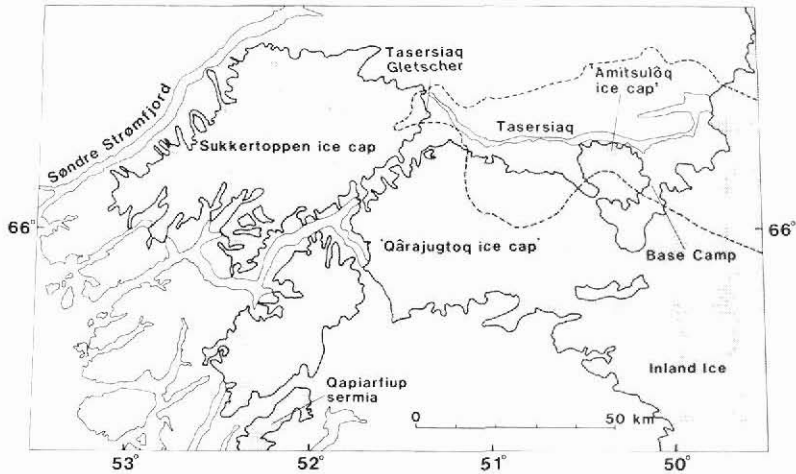 Tasersiaq
Gletscher
'Amitsulôq
ice cap'
Søndre Strømfjord
Sukkertoppen ice cap
Tasersiaq
66°
66°
'Qârajugtoq ice cap'
Base Camp
Inland Ice
Qapiarfiup
sermia
0
50 km
53°
52°
51°
50°